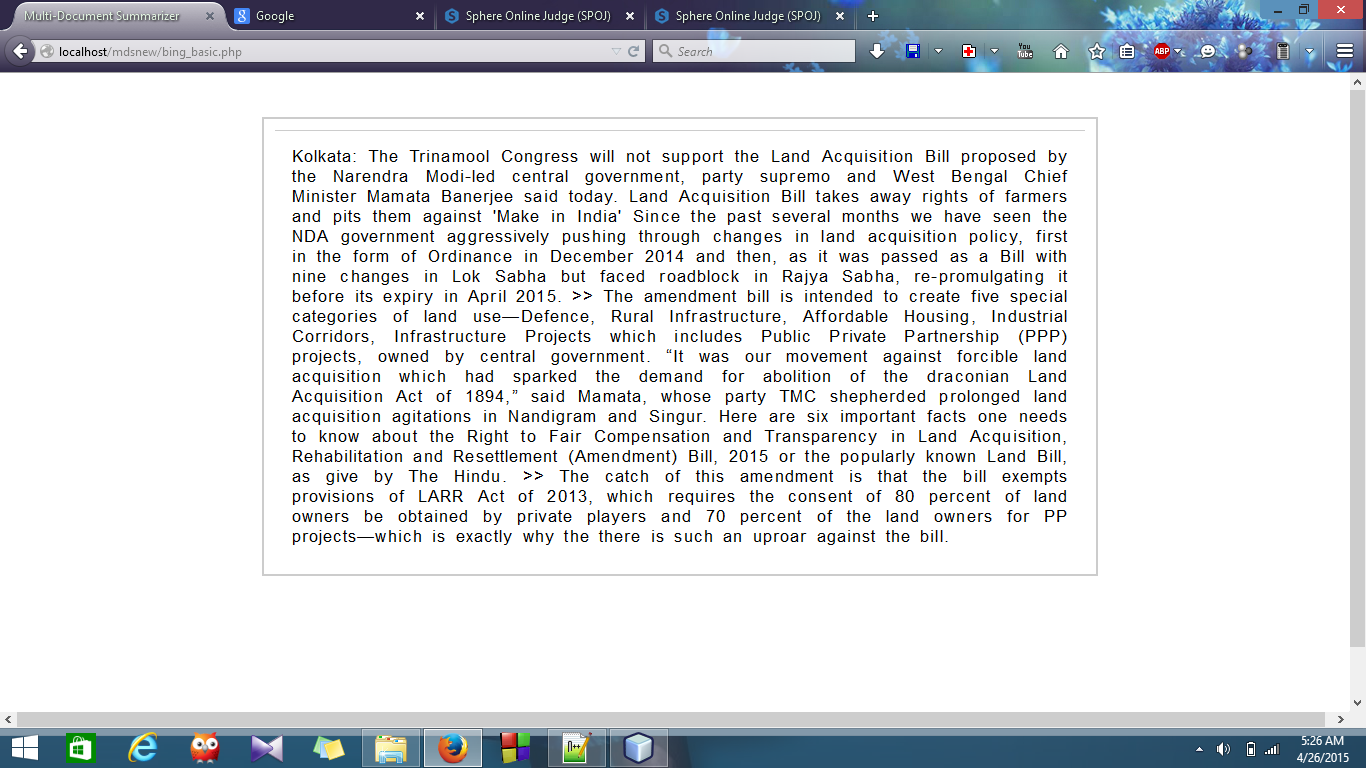 Multi-Document Summarizer
Google
Sphere Online Judge (SPOJ)
Sphere Online Judge (SPOJ)
localhost/mdsnew/bing_basic.php
Search
You Tube
ABP
Kolkata: The Trinamool Congress will not support the Land Acquisition Bill proposed by
the Narendra Modi-led central government, party supremo and West Bengal Chief
Minister Mamata Banerjee said today. Land Acquisition Bill takes away rights of farmers
and pits them against 'Make in India' Since the past several months we have seen the
NDA government aggressively pushing through changes in land acquisition policy, first
in the form of Ordinance in December 2014 and then, as it was passed as a Bill with
nine changes in Lok Sabha but faced roadblock in Rajya Sabha, re-promulgating it
before its expiry in April 2015. >> The amendment bill is intended to create five special
categories of land use—Defence, Rural Infrastructure, Affordable Housing, Industrial
Corridors, Infrastructure Projects which includes Public Private Partnership (PPP)
projects, owned by central government. “It was our movement against forcible land
acquisition which had sparked the demand for abolition of the draconian Land
Acquisition Act of 1894,” said Mamata, whose party TMC shepherded prolonged land
acquisition agitations in Nandigram and Singur. Here are six important facts one needs
to know about the Right to Fair Compensation and Transparency in Land Acquisition,
Rehabilitation and Resettlement (Amendment) Bill, 2015 or the popularly known Land Bill,
as give by The Hindu. >> The catch of this amendment is that the bill exempts
provisions of LARR Act of 2013, which requires the consent of 80 percent of land
owners be obtained by private players and 70 percent of the land owners for PP
projects—which is exactly why the there is such an uproar against the bill.
5:26 AM
4/26/2015